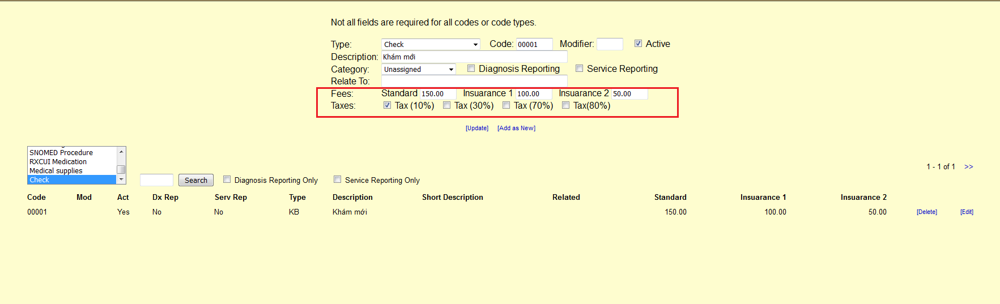 Not all fields are required for all codes or code types.
Type: Check Code: 00001 Modifier: Active
Description: Khám mới
Category: Unassigned Diagnosis Reporting Service Reporting
Relate To:
Fees: Standard 150.00 Insuarance 1 100.00 Insuarance 2 50.00
Taxes: Tax (10%) Tax (30%) Tax (70%) Tax(80%)
[Update] [Add as New]
SNOMED Procedure
RXCUI Medication
Medical supplies
Check
1 - 1 of 1 >>
Search Diagnosis Reporting Only Service Reporting Only
Code Mod Act Dx Rep Serv Rep Type Description Short Description Related Standard Insuarance 1 Insuarance 2
00001 Yes No No KB Khám mới 150.00 100.00 50.00 [Delete] [Edit]